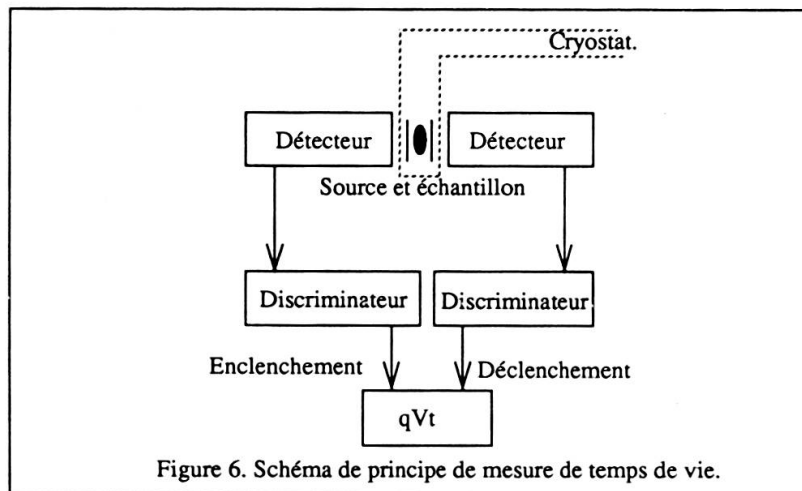 Cryostat.
Détecteur
Détecteur
Source et échantillon
Discriminateur
Discriminateur
Enclenchement
Déclenchement
qVt
Figure 6. Schéma de principe de mesure de temps de vie.